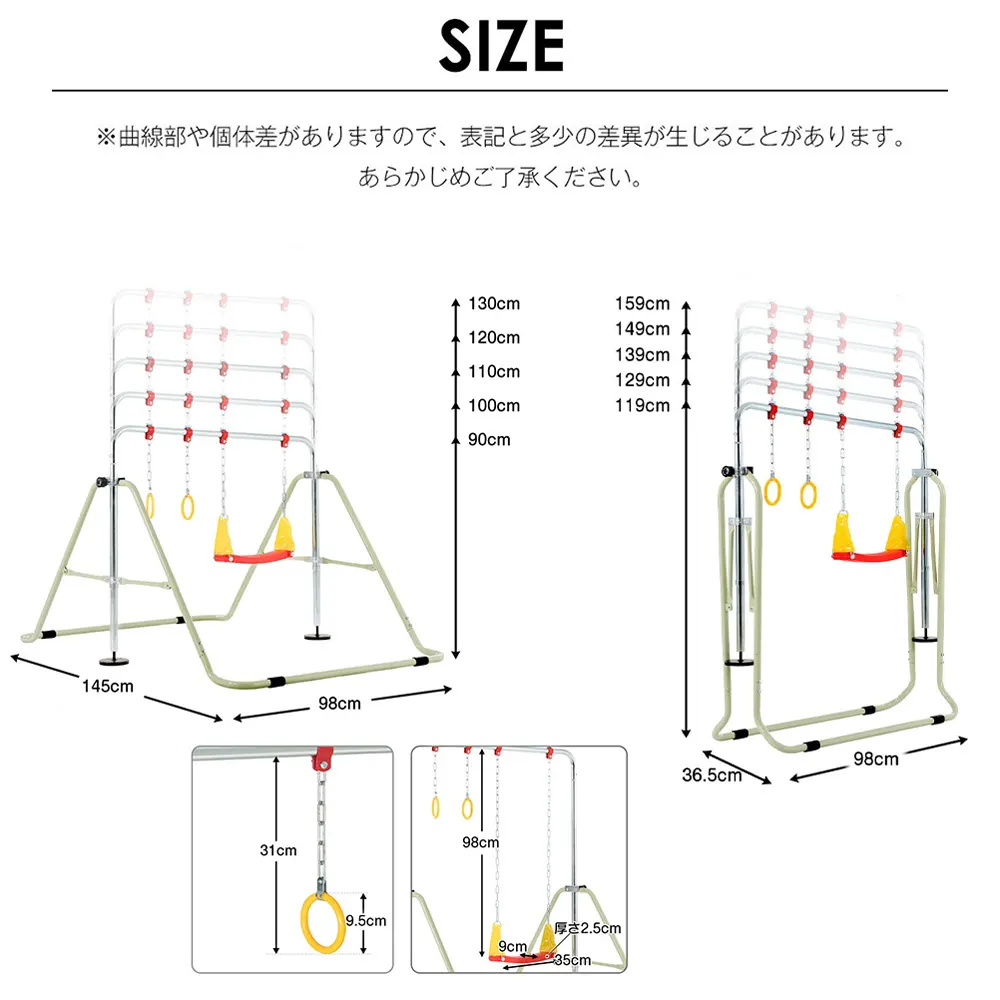 SIZE
※曲線部や個体差がありますので、表記と多少の差異が生じることがあります。
あらかじめご了承ください。
130cm
120cm
110cm
100cm
90cm
145cm
98cm
159cm
149cm
139cm
129cm
119cm
36.5cm
98cm
31cm
9.5cm
98cm
厚さ2.5cm
9cm
35cm